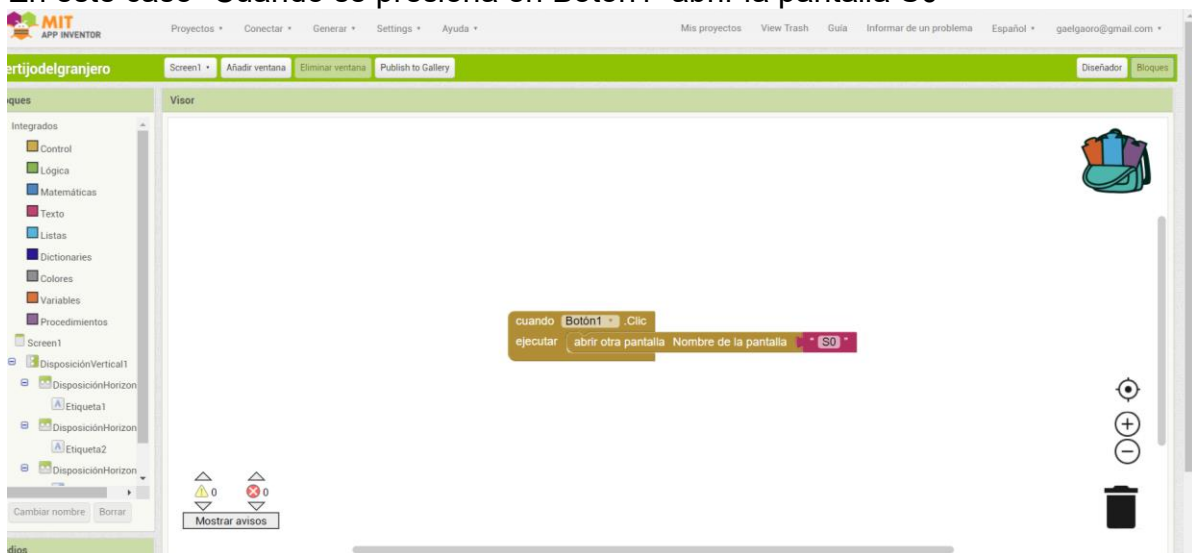 En este caso "Cuando se presiona en Botón1" abrir la pantalla S0
MIT
APP INVENTOR
Proyectos
Conectar
Generar
Settings
Ayuda
Mis proyectos
View Trash
Guía
Informar de un problema
Español
gaelgaoro@gmail.com
ertijodelgranjero
Screen1
Añadir ventana
Eliminar ventana
Publish to Gallery
Diseñador
Bloques
oques
Visor
Integrados
Control
Lógica
Matemáticas
Texto
Listas
Dictionaries
Colores
Variables
Procedimientos
Screen1
DisposiciónVertical1
DisposiciónHorizon
Etiqueta1
DisposiciónHorizon
Etiqueta2
DisposiciónHorizon
Cambiar nombre
Borrar
dios
cuando Botón1 .Clic
ejecutar abrir otra pantalla Nombre de la pantalla " S0 "
0
0
Mostrar avisos